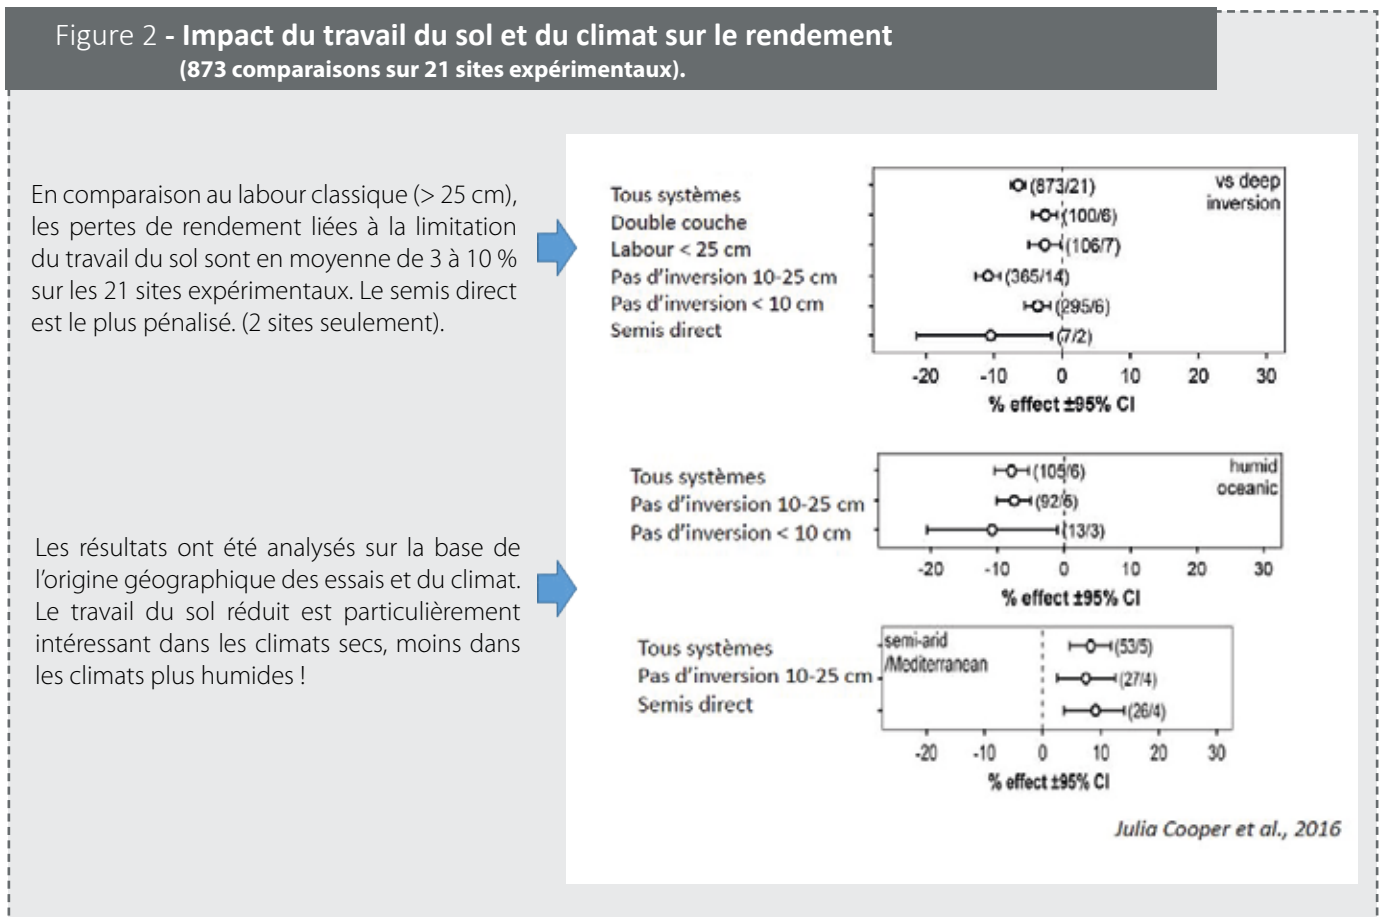 Figure 2 - Impact du travail du sol et du climat sur le rendement
(873 comparaisons sur 21 sites expérimentaux).
En comparaison au labour classique (> 25 cm),
les pertes de rendement liées à la limitation
du travail du sol sont en moyenne de 3 à 10 %
sur les 21 sites expérimentaux. Le semis direct
est le plus pénalisé. (2 sites seulement).
Tous systèmes
Double couche
Labour < 25 cm
Pas d'inversion 10-25 cm
Pas d'inversion < 10 cm
Semis direct
vs deep
inversion
(873/21)
(100/6)
(106/7)
(365/14)
(295/6)
(7/2)
-20 -10 0 10 20 30
% effect ±95% CI
Les résultats ont été analysés sur la base de
l'origine géographique des essais et du climat.
Le travail du sol réduit est particulièrement
intéressant dans les climats secs, moins dans
les climats plus humides !
Tous systèmes
Pas d'inversion 10-25 cm
Pas d'inversion < 10 cm
humid
oceanic
(105/6)
(92/6)
(13/3)
-20 -10 0 10 20 30
% effect ±95% CI
Tous systèmes
Pas d'inversion 10-25 cm
Semis direct
semi-arid
/Mediterranean
(53/5)
(27/4)
(26/4)
-20 -10 0 10 20 30
% effect ±95% CI
Julia Cooper et al., 2016